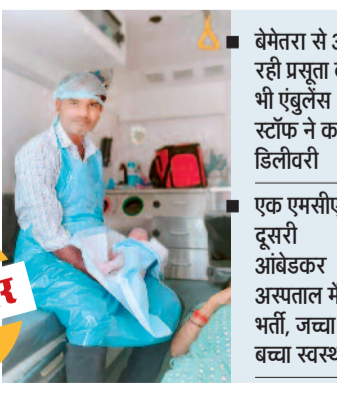 बेमेतरा से
रही प्रसूता
भी एंबुलेंस
स्टॉफ ने
डिलीवरी
एक
दूसरी
आंबेडकर
अस्पताल में
भर्ती, जच्चा
बच्चा